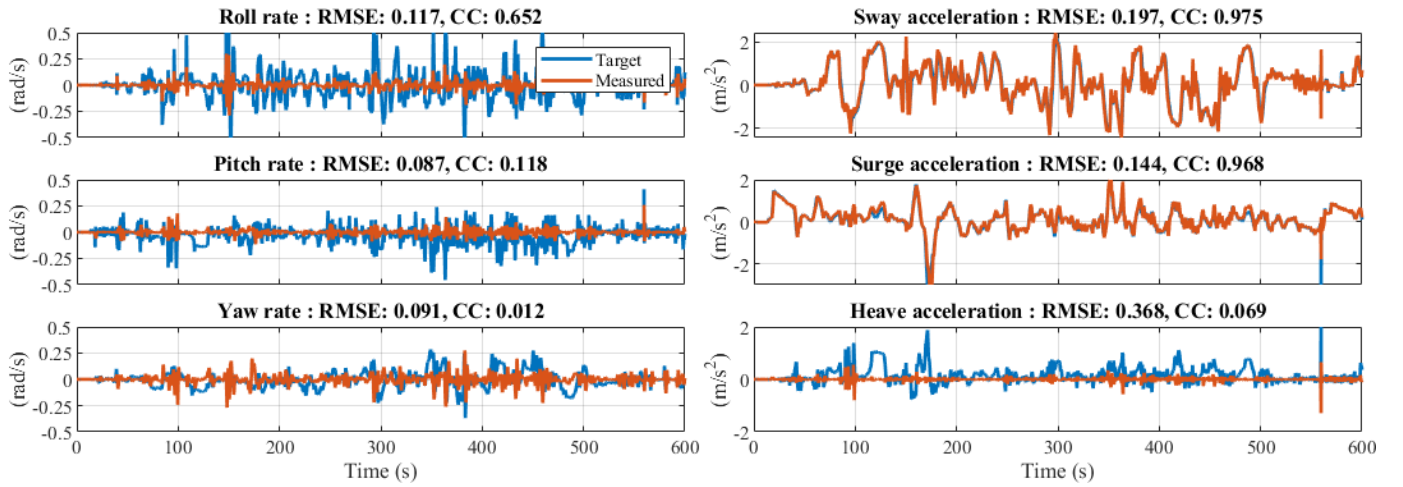 Roll rate : RMSE: 0.117, CC: 0.652
0.5
0.25
0
-0.25
-0.5
(rad/s)
Target
Measured
Sway acceleration : RMSE: 0.197, CC: 0.975
2
0
-2
(m/s²)
Pitch rate : RMSE: 0.087, CC: 0.118
0.5
0.25
0
-0.25
-0.5
(rad/s)
Surge acceleration : RMSE: 0.144, CC: 0.968
2
0
-2
(m/s²)
Yaw rate : RMSE: 0.091, CC: 0.012
0.5
0.25
0
-0.25
-0.5
(rad/s)
0 100 200 300 400 500 600
Time (s)
Heave acceleration : RMSE: 0.368, CC: 0.069
2
0
-2
(m/s²)
0 100 200 300 400 500 600
Time (s)